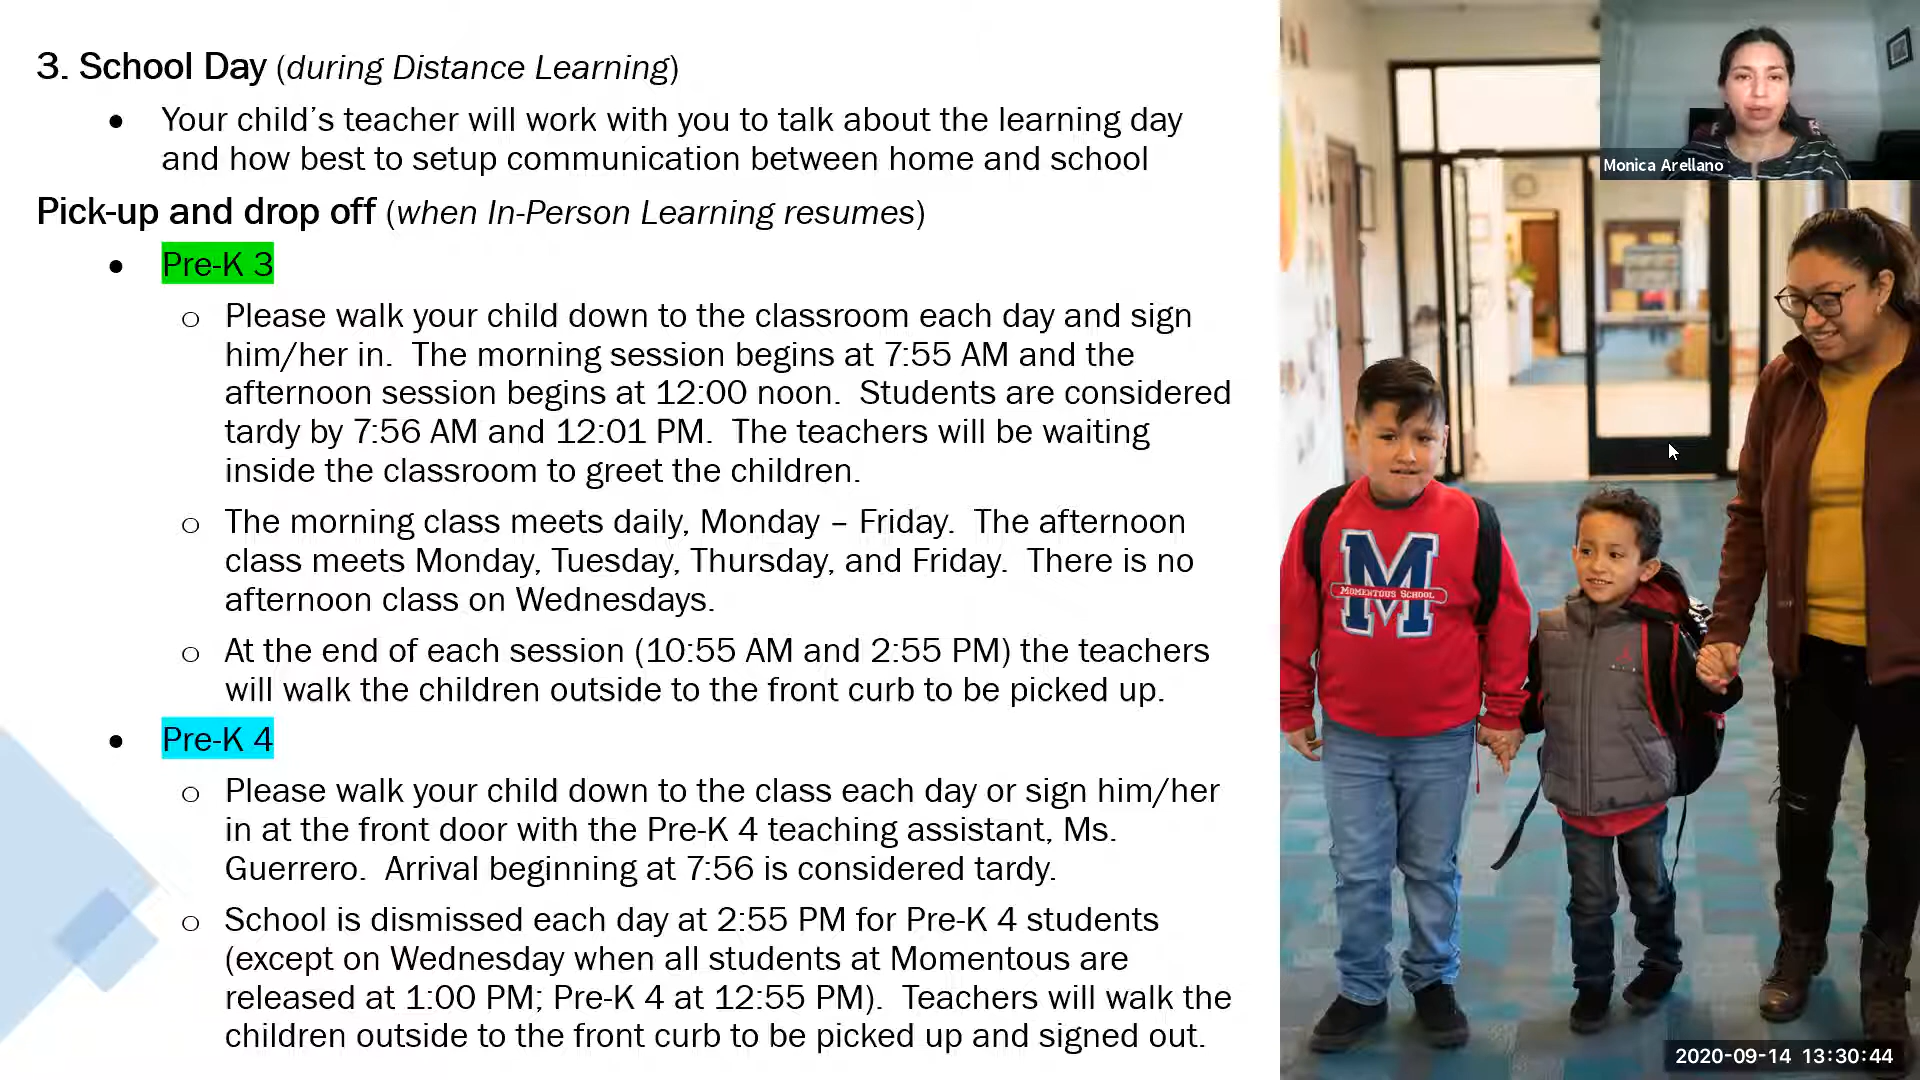 3. School Day (during Distance Learning)
● Your child’s teacher will work with you to talk about the learning day
and how best to setup communication between home and school
Pick-up and drop off (when In-Person Learning resumes)
● Pre-K 3
o Please walk your child down to the classroom each day and sign
him/her in.  The morning session begins at 7:55 AM and the
afternoon session begins at 12:00 noon.  Students are considered
tardy by 7:56 AM and 12:01 PM.  The teachers will be waiting
inside the classroom to greet the children.
o The morning class meets daily, Monday – Friday.  The afternoon
class meets Monday, Tuesday, Thursday, and Friday.  There is no
afternoon class on Wednesdays.
o At the end of each session (10:55 AM and 2:55 PM) the teachers
will walk the children outside to the front curb to be picked up.
● Pre-K 4
o Please walk your child down to the class each day or sign him/her
in at the front door with the Pre-K 4 teaching assistant, Ms.
Guerrero.  Arrival beginning at 7:56 is considered tardy.
o School is dismissed each day at 2:55 PM for Pre-K 4 students
(except on Wednesday when all students at Momentous are
released at 1:00 PM; Pre-K 4 at 12:55 PM).  Teachers will walk the
children outside to the front curb to be picked up and signed out.
Monica Arellano
M
MOMENTOUS SCHOOL
2020-09-14 13:30:44